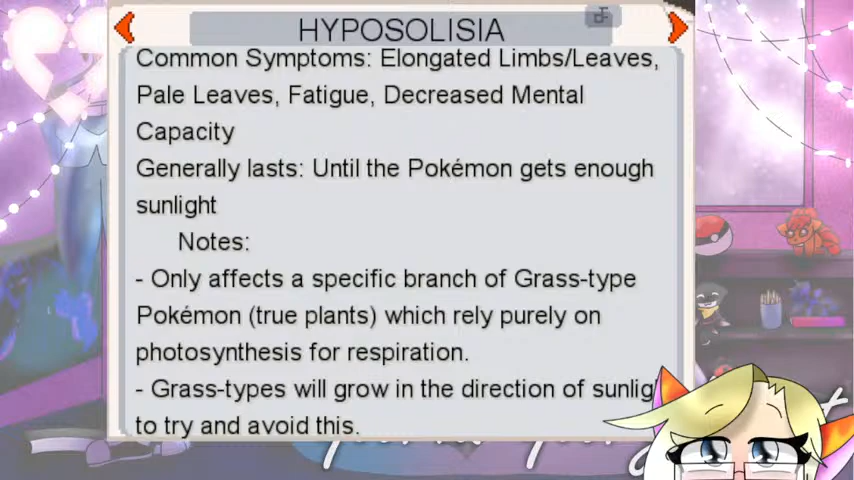 HYPOSOLISIA
Common Symptoms: Elongated Limbs/Leaves,
Pale Leaves, Fatigue, Decreased Mental
Capacity
Generally lasts: Until the Pokémon gets enough
sunlight
Notes:
- Only affects a specific branch of Grass-type
Pokémon (true plants) which rely purely on
photosynthesis for respiration.
- Grass-types will grow in the direction of sunlig
to try and avoid this.